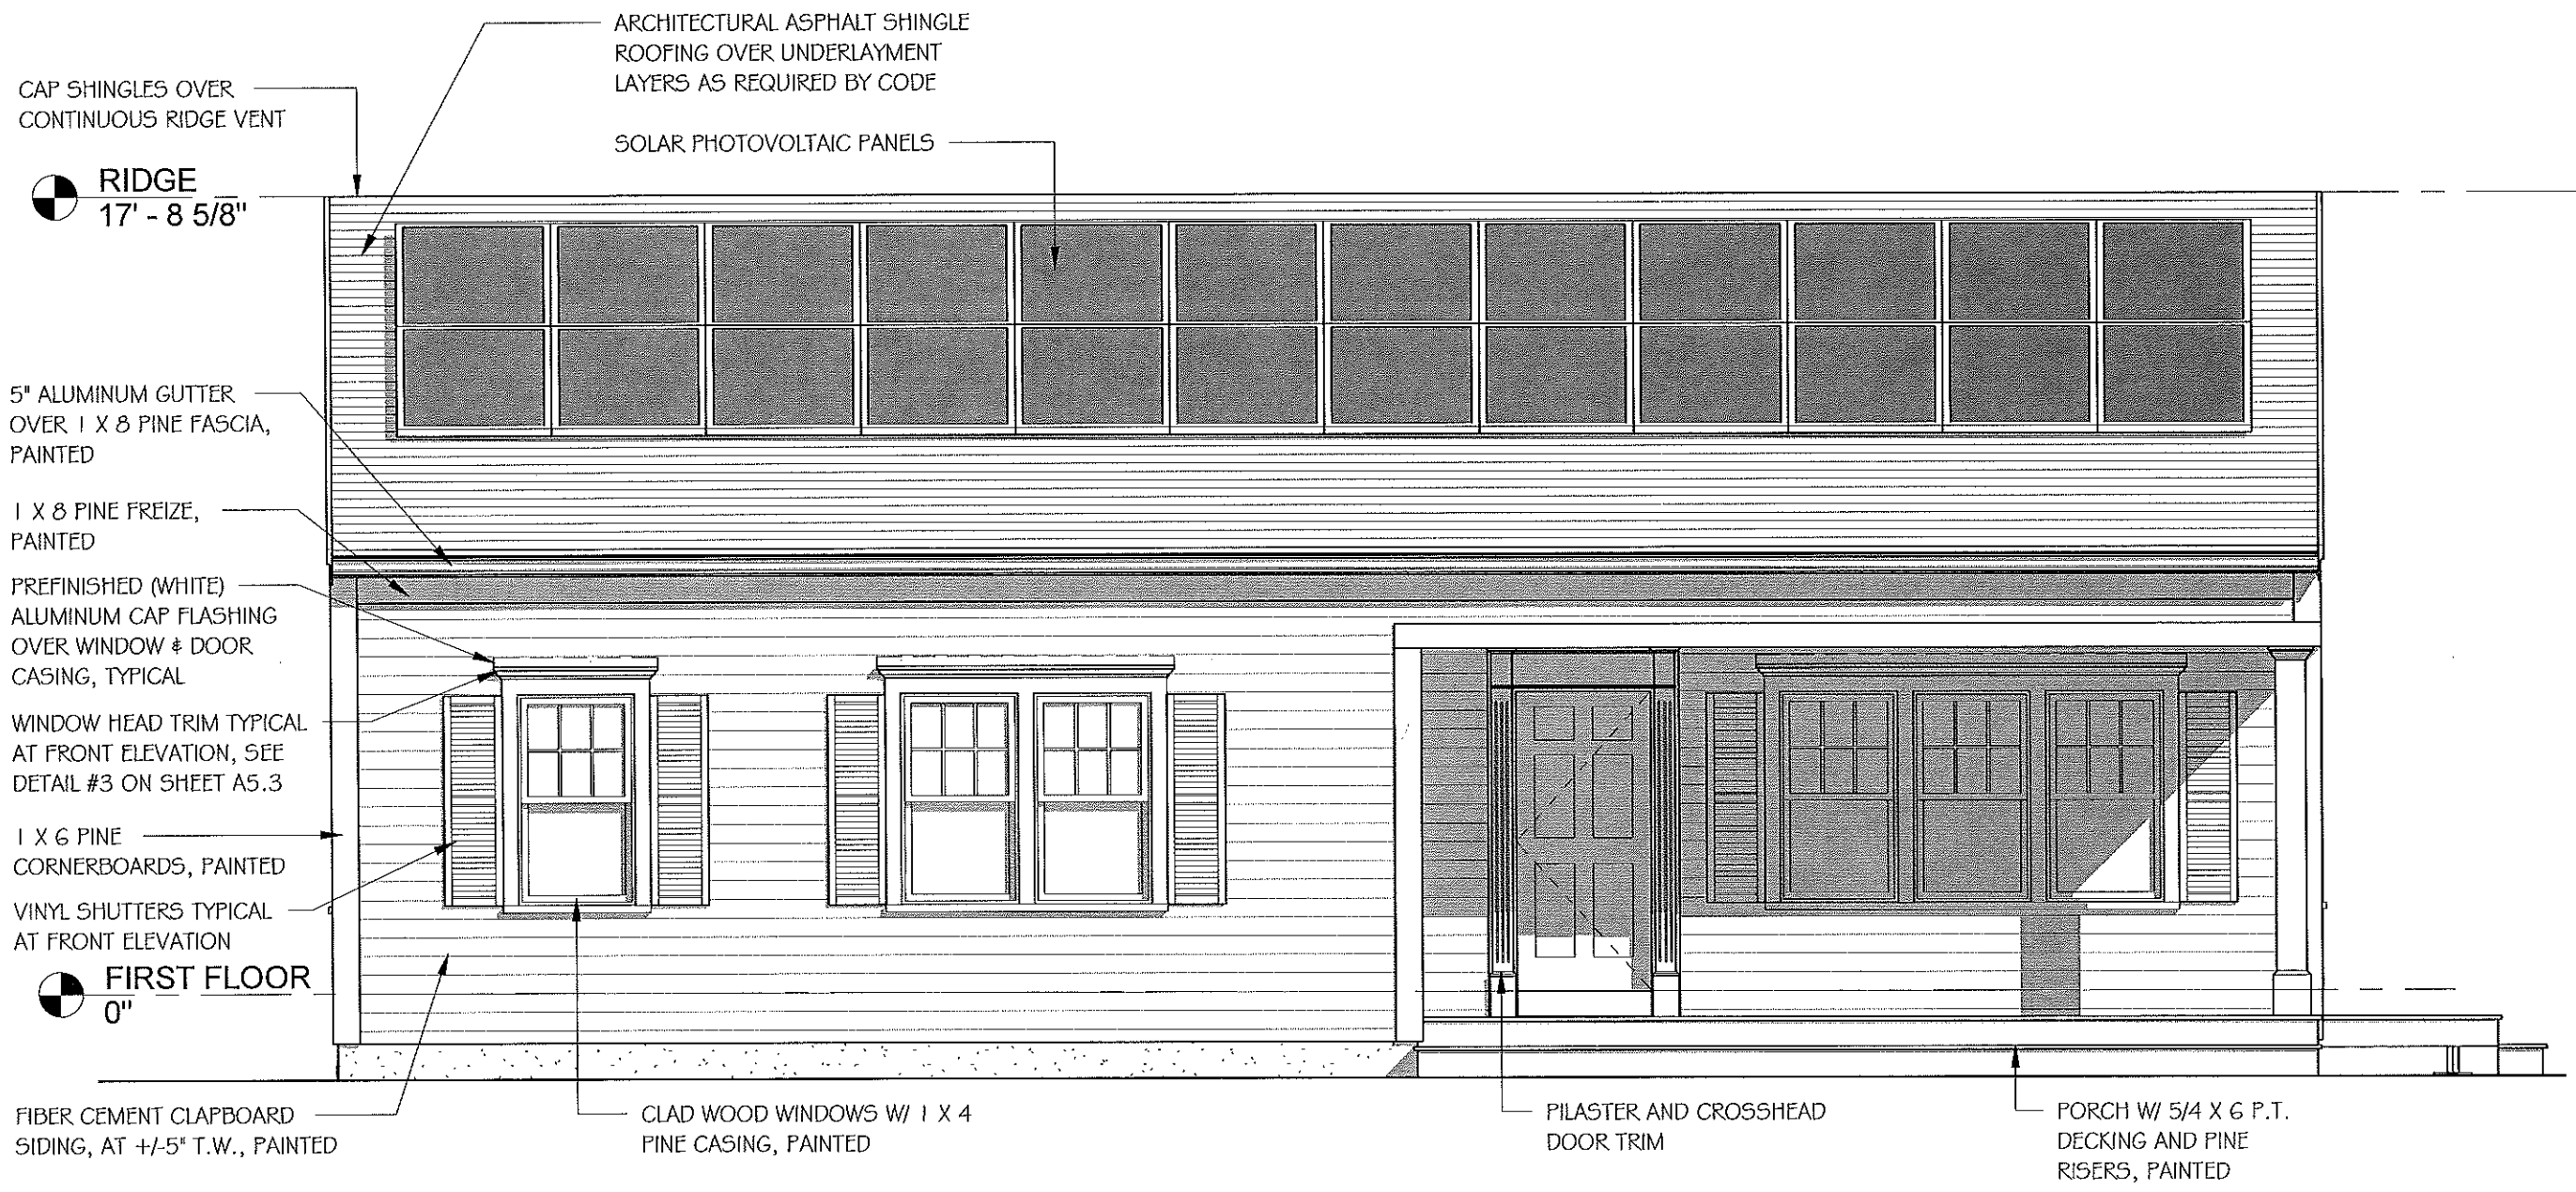 ARCHITECTURAL ASPHALT SHINGLE
ROOFING OVER UNDERLAYMENT
LAYERS AS REQUIRED BY CODE
CAP SHINGLES OVER
CONTINUOUS RIDGE VENT
SOLAR PHOTOVOLTAIC PANELS
RIDGE
17' - 8 5/8"
5" ALUMINUM GUTTER
OVER 1 X 8 PINE FASCIA,
PAINTED
1 X 8 PINE FREIZE,
PAINTED
PREFINISHED (WHITE)
ALUMINUM CAP FLASHING
OVER WINDOW & DOOR
CASING, TYPICAL
WINDOW HEAD TRIM TYPICAL
AT FRONT ELEVATION, SEE
DETAIL #3 ON SHEET A5.3
1 X 6 PINE
CORNERBOARDS, PAINTED
VINYL SHUTTERS TYPICAL
AT FRONT ELEVATION
FIRST FLOOR
0"
FIBER CEMENT CLAPBOARD
SIDING, AT +/-5" T.W., PAINTED
CLAD WOOD WINDOWS W/ 1 X 4
PINE CASING, PAINTED
PILASTER AND CROSSHEAD
DOOR TRIM
PORCH W/ 5/4 X 6 P.T.
DECKING AND PINE
RISERS, PAINTED